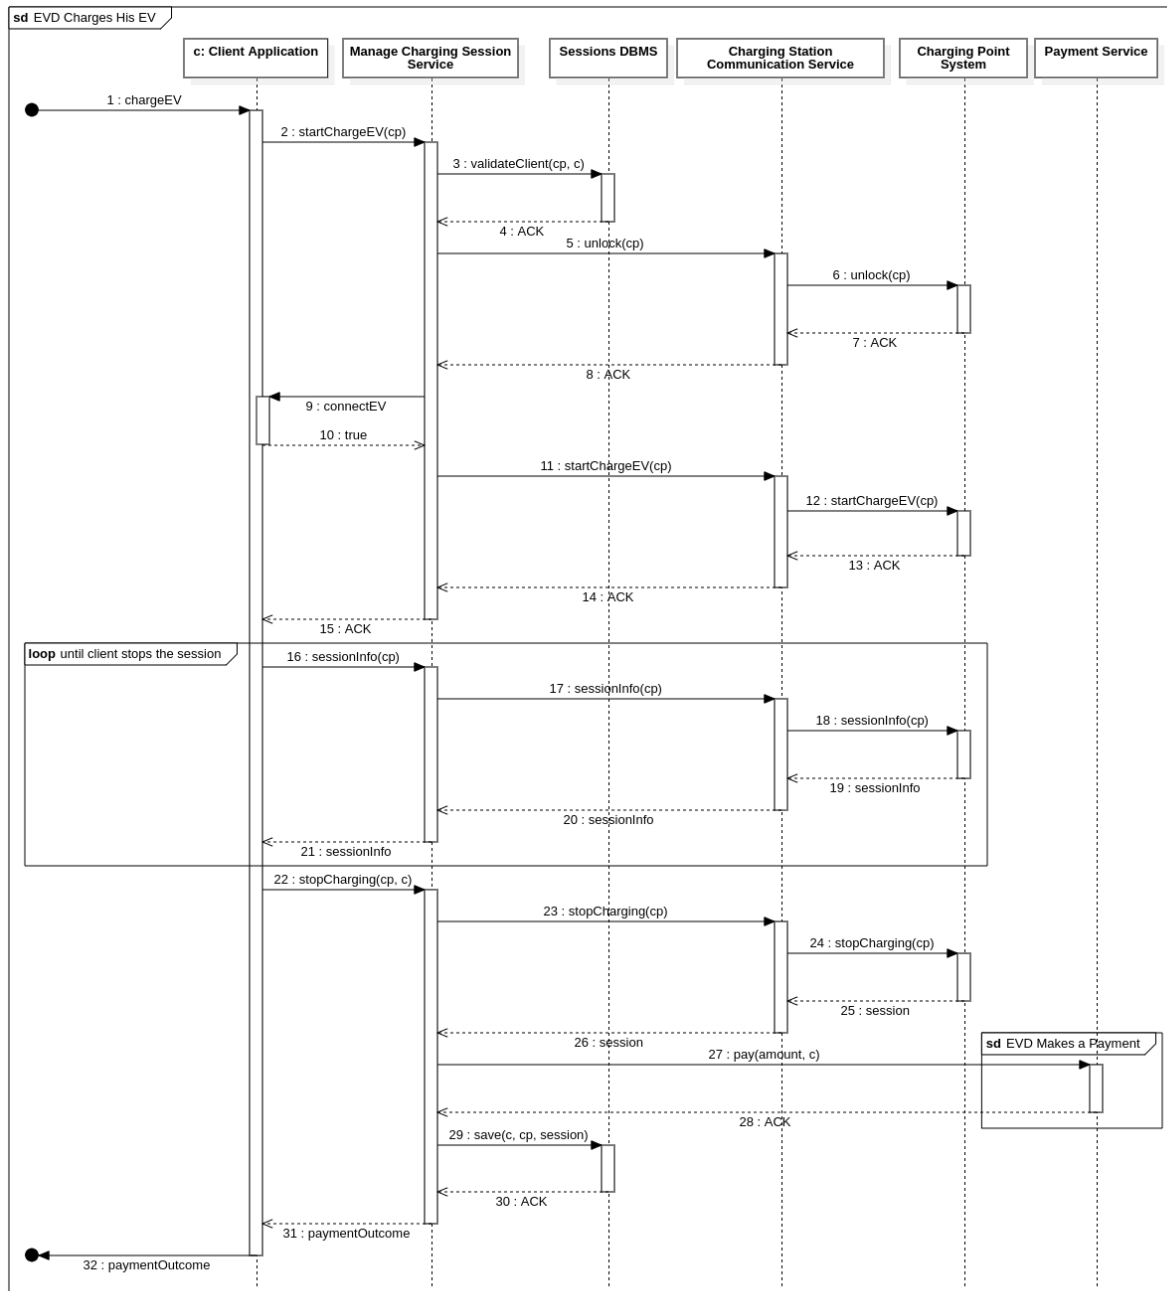 sd EVD Charges His EV
c: Client Application
Manage Charging Session
Service
Sessions DBMS
Charging Station
Communication Service
Charging Point
System
Payment Service
1 : chargeEV
2 : startChargeEV(cp)
3 : validateClient(cp, c)
4 : ACK
5 : unlock(cp)
6 : unlock(cp)
7 : ACK
8 : ACK
9 : connectEV
10 : true
11 : startChargeEV(cp)
12 : startChargeEV(cp)
13 : ACK
14 : ACK
15 : ACK
loop until client stops the session
16 : sessionInfo(cp)
17 : sessionInfo(cp)
18 : sessionInfo(cp)
19 : sessionInfo
20 : sessionInfo
21 : sessionInfo
22 : stopCharging(cp, c)
23 : stopCharging(cp)
24 : stopCharging(cp)
25 : session
26 : session
sd EVD Makes a Payment
27 : pay(amount, c)
28 : ACK
29 : save(c, cp, session)
30 : ACK
31 : paymentOutcome
32 : paymentOutcome